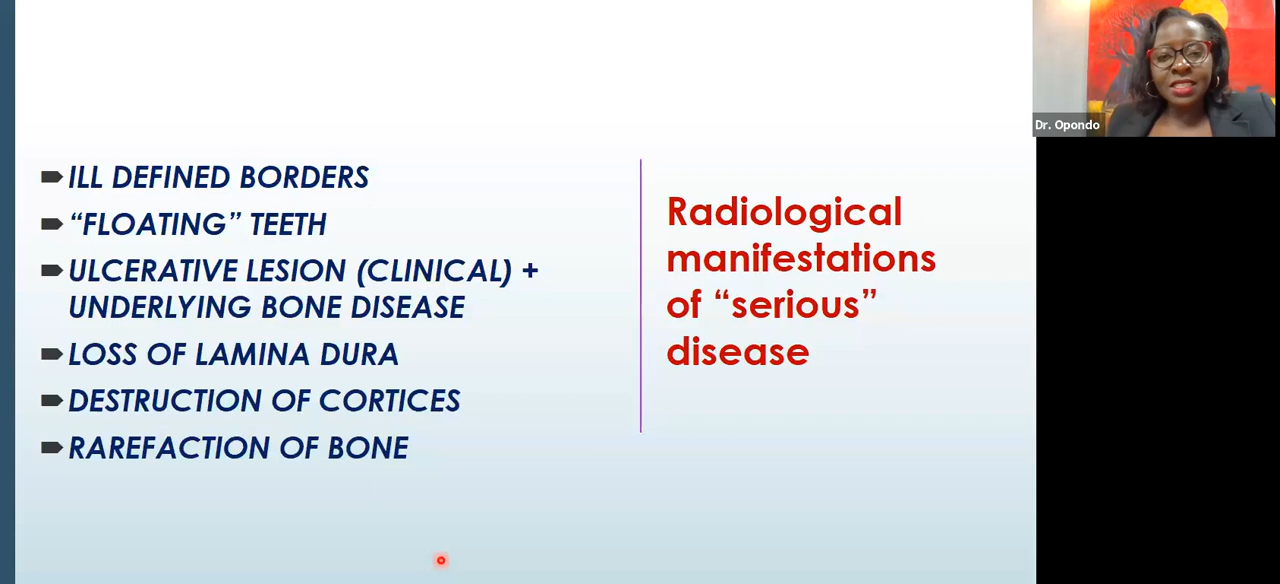 ILL DEFINED BORDERS
“FLOATING” TEETH
ULCERATIVE LESION (CLINICAL) +
UNDERLYING BONE DISEASE
LOSS OF LAMINA DURA
DESTRUCTION OF CORTICES
RAREFACTION OF BONE
Radiological
manifestations
of “serious”
disease
Dr. Opondo